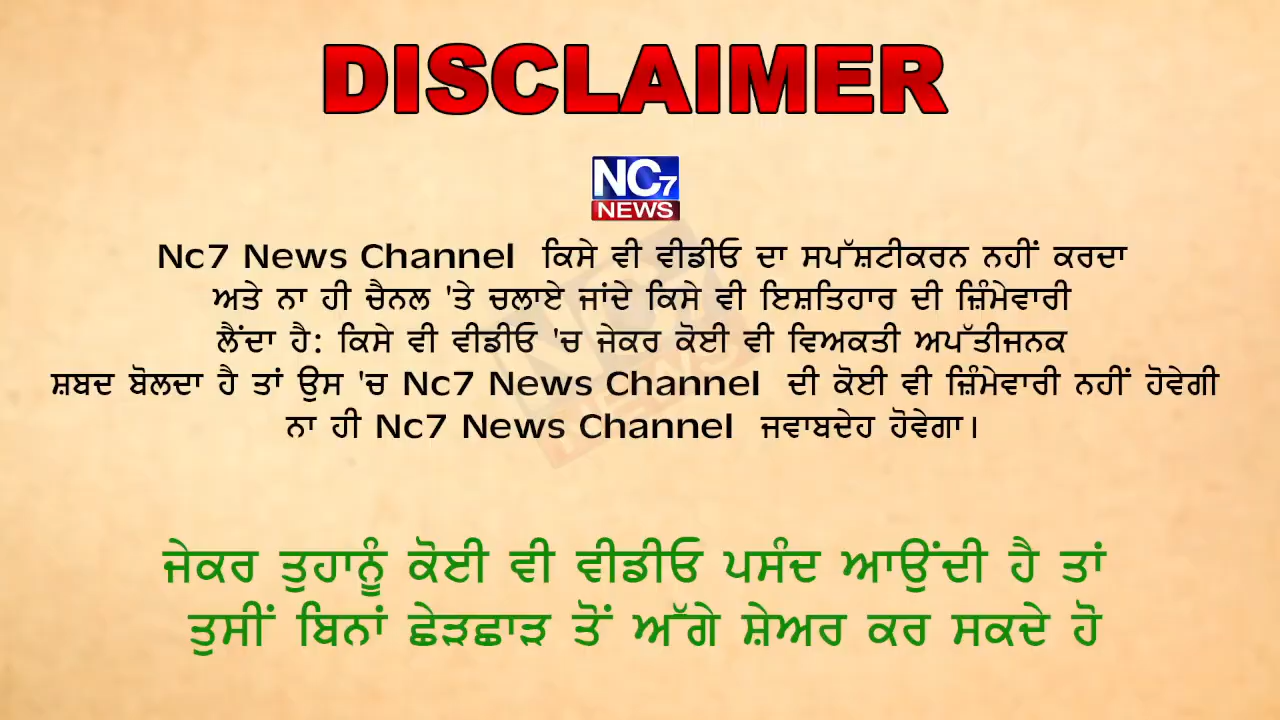 DISCLAIMER
NC7
NEWS
Nc7 News Channel ਕਿਸੇ ਵੀ ਵੀਡੀਓ ਦਾ ਸਪੱਸ਼ਟੀਕਰਨ ਨਹੀਂ ਕਰਦਾ
ਅਤੇ ਨਾ ਹੀ ਚੈਨਲ 'ਤੇ ਚਲਾਏ ਜਾਂਦੇ ਕਿਸੇ ਵੀ ਇਸ਼ਤਿਹਾਰ ਦੀ ਜ਼ਿੰਮੇਵਾਰੀ
ਲੈਂਦਾ ਹੈ: ਕਿਸੇ ਵੀ ਵੀਡੀਓ 'ਚ ਜੇਕਰ ਕੋਈ ਵੀ ਵਿਅਕਤੀ ਅਪੱਤੀਜਨਕ
ਸ਼ਬਦ ਬੋਲਦਾ ਹੈ ਤਾਂ ਉਸ 'ਚ Nc7 News Channel ਦੀ ਕੋਈ ਵੀ ਜ਼ਿੰਮੇਵਾਰੀ ਨਹੀਂ ਹੋਵੇਗੀ
ਨਾ ਹੀ Nc7 News Channel ਜਵਾਬਦੇਹ ਹੋਵੇਗਾ।
ਜੇਕਰ ਤੁਹਾਨੂੰ ਕੋਈ ਵੀ ਵੀਡੀਓ ਪਸੰਦ ਆਉਂਦੀ ਹੈ ਤਾਂ
ਤੁਸੀਂ ਬਿਨਾਂ ਛੇੜਛਾੜ ਤੋਂ ਅੱਗੇ ਸ਼ੇਅਰ ਕਰ ਸਕਦੇ ਹੋ